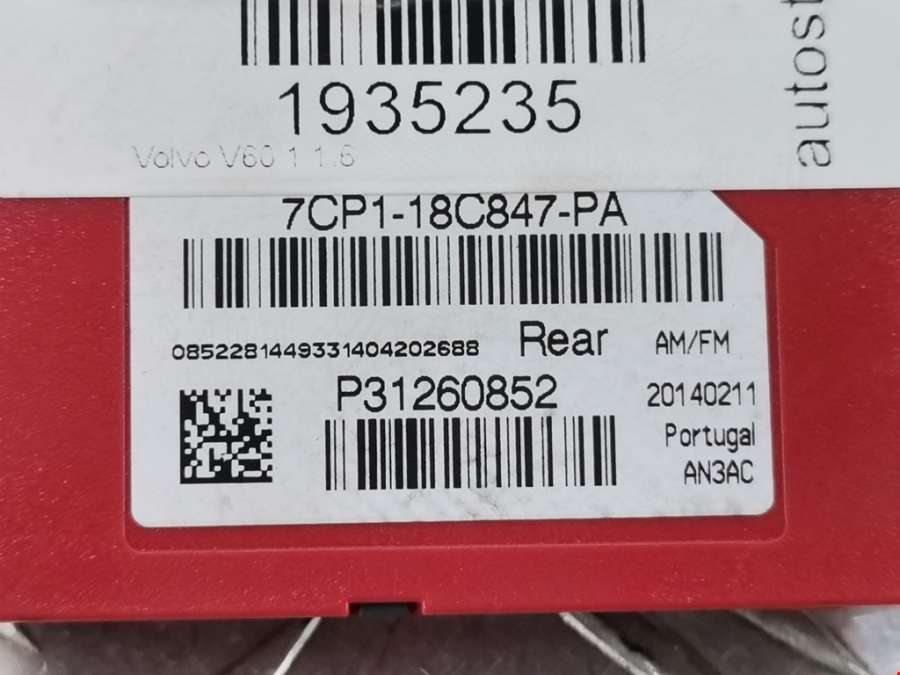 1935235
Volvo V60 1 1.6
autost
7CP1-18C847-PA
0852281449331404202688
Rear
AM/FM
P31260852
20140211
Portugal
AN3AC